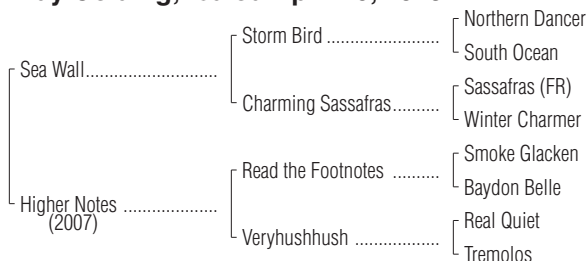 Northern Dancer
Storm Bird ......................
South Ocean
Sea Wall..........................
Sassafras (FR)
Charming Sassafras..........
Winter Charmer
Smoke Glacken
Read the Footnotes ..........
Baydon Belle
Higher Notes ...................
(2007)
Real Quiet
Veryhushhush .................
Tremolos